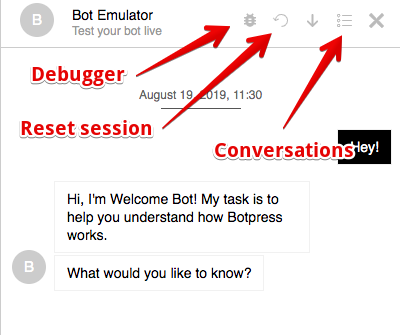 B
Bot Emulator
Test your bot live
Debugger
August 19, 2019, 11:30
Reset session
Conversations
Hey!
Hi, I'm Welcome Bot! My task is to
help you understand how Botpress
works.
B
What would you like to know?